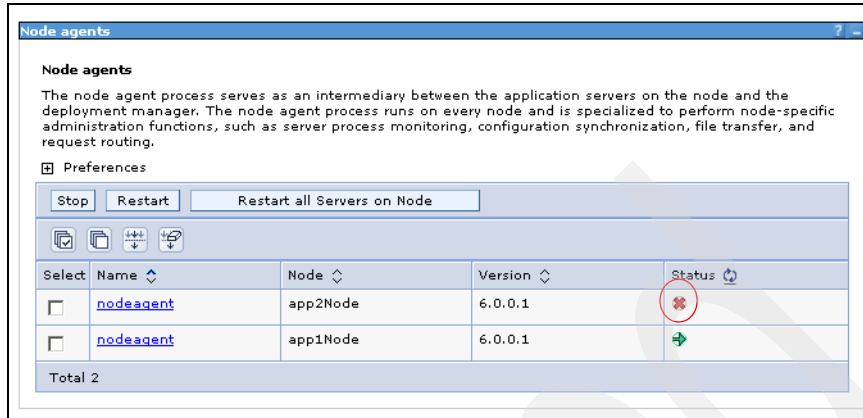 Node agents ? –
Node agents
The node agent process serves as an intermediary between the application servers on the node and the
deployment manager. The node agent process runs on every node and is specialized to perform node-specific
administration functions, such as server process monitoring, configuration synchronization, file transfer, and
request routing.
Preferences
Stop Restart Restart all Servers on Node
Select Name Node Version Status
nodeagent app2Node 6.0.0.1
nodeagent app1Node 6.0.0.1
Total 2